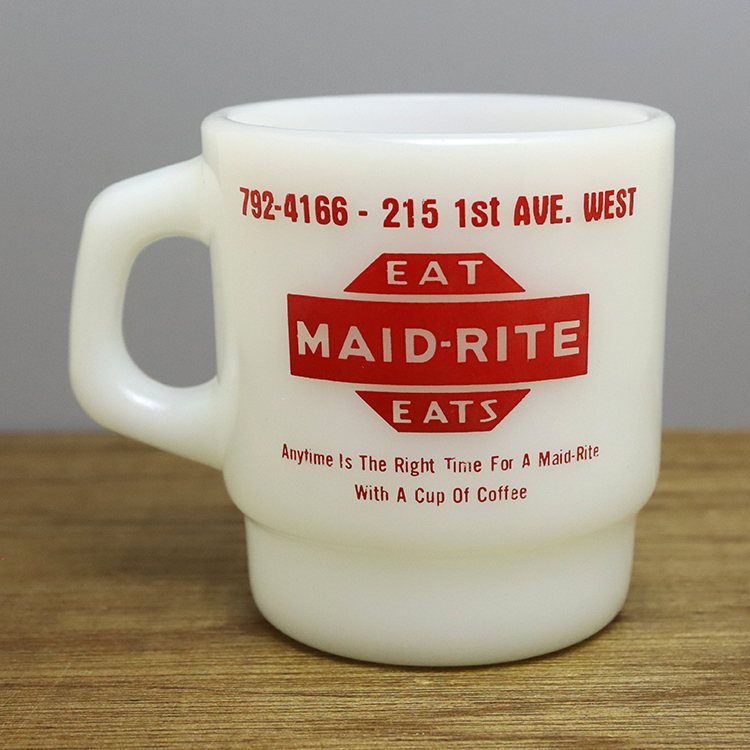 792-4166 - 215 1st AVE. WEST
EAT
MAID-RITE
EATS
Anytime Is The Right Time For A Maid-Rite
With A Cup Of Coffee